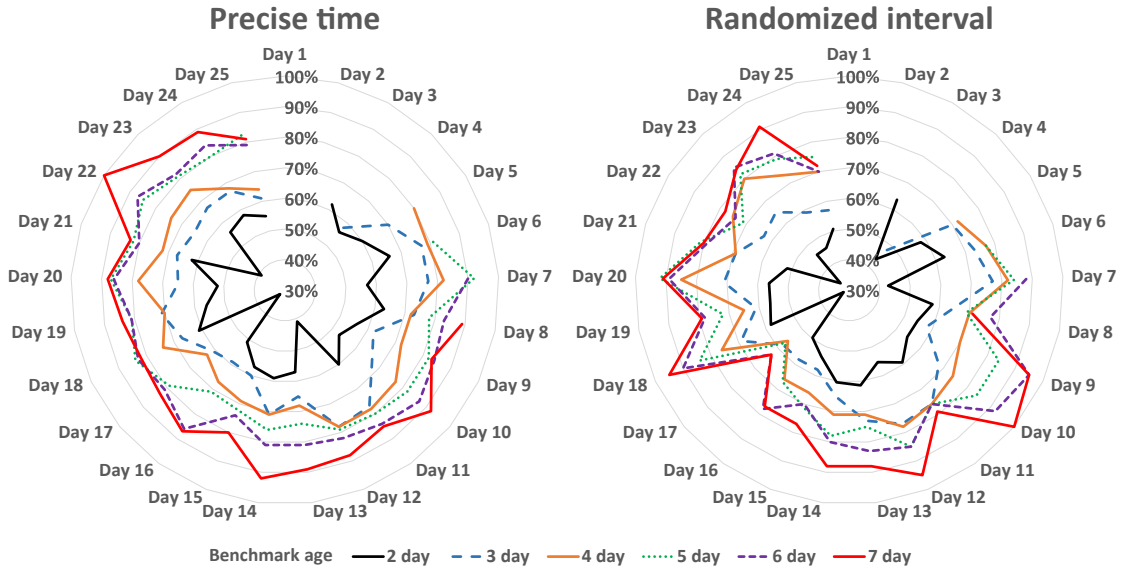 Precise time
Day 1
Day 2
Day 3
Day 4
Day 5
Day 6
Day 7
Day 8
Day 9
Day 10
Day 11
Day 12
Day 13
Day 14
Day 15
Day 16
Day 17
Day 18
Day 19
Day 20
Day 21
Day 22
Day 23
Day 24
Day 25
100%
90%
80%
70%
60%
50%
40%
30%
Randomized interval
Day 1
Day 2
Day 3
Day 4
Day 5
Day 6
Day 7
Day 8
Day 9
Day 10
Day 11
Day 12
Day 13
Day 14
Day 15
Day 16
Day 17
Day 18
Day 19
Day 20
Day 21
Day 22
Day 23
Day 24
Day 25
100%
90%
80%
70%
60%
50%
40%
30%
Benchmark age 2 day 3 day 4 day 5 day 6 day 7 day